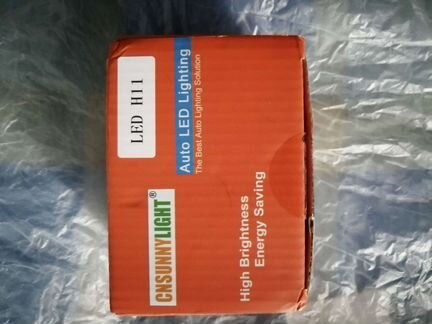 CNSUNNYLIGHT®
LED H11
Auto LED Lighting
The Best Auto Lighting Solution
High Brightness
Energy Saving